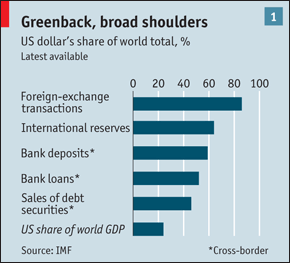 Greenback, broad shoulders
1
US dollar's share of world total, %
Latest available
0 20 40 60 80 100
Foreign-exchange
transactions
International reserves
Bank deposits*
Bank loans*
Sales of debt
securities*
US share of world GDP
Source: IMF
*Cross-border